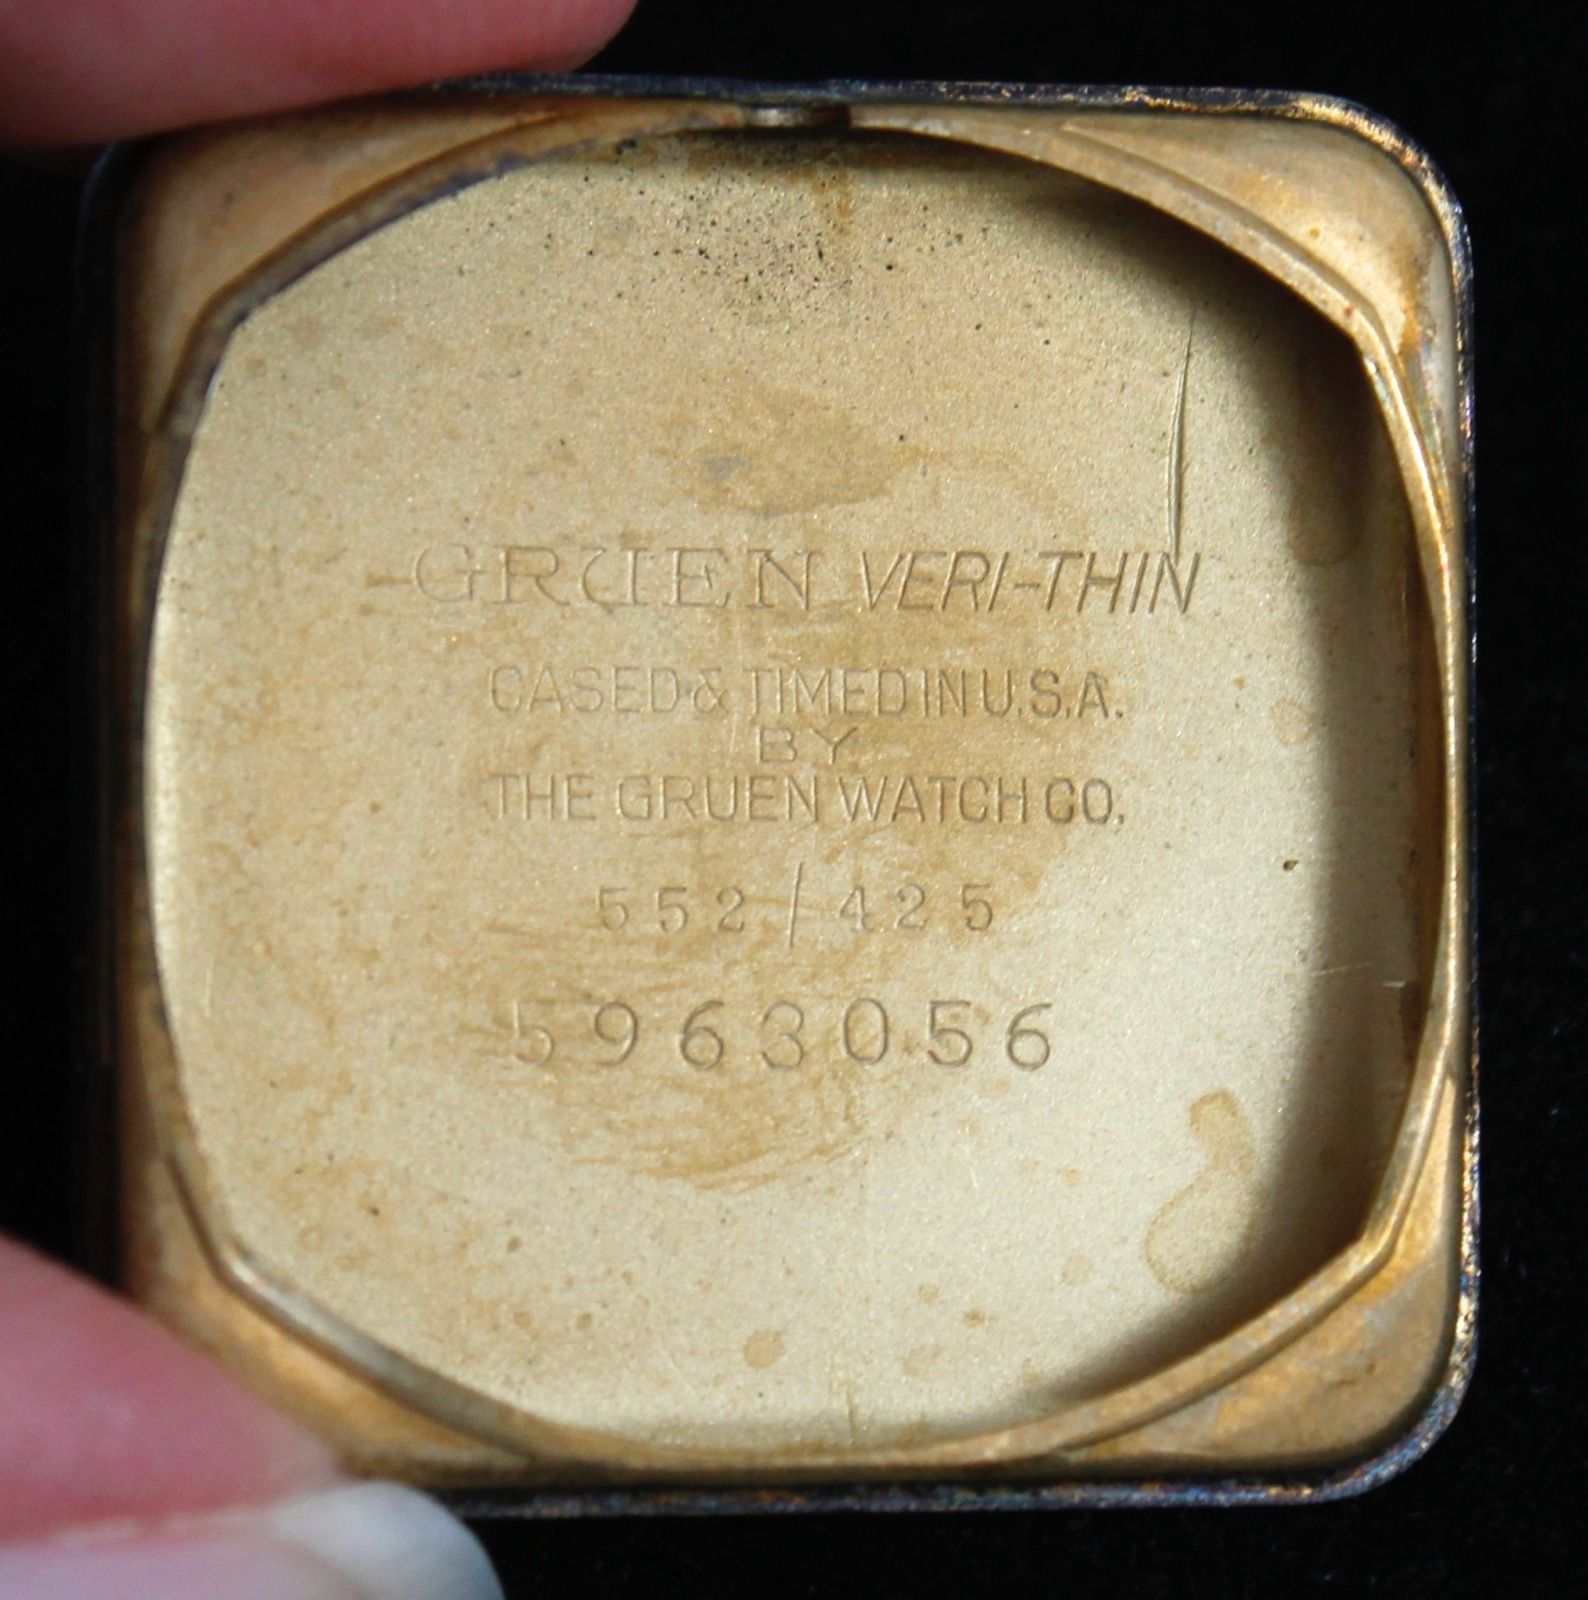 GRUEN VERI-THIN
CASED & TIMED IN U.S.A.
BY
THE GRUEN WATCH CO.
552/425
5963056